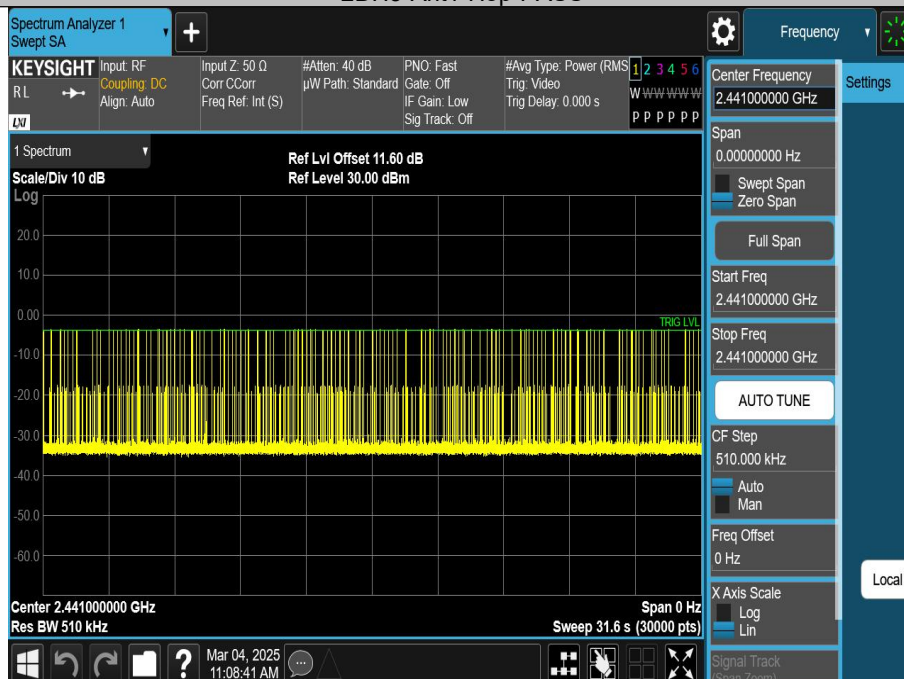 Spectrum Analyzer 1
Swept SA
+
Frequency
KEYSIGHT
RL
LXI
Input: RF
Coupling: DC
Align: Auto
Input Z: 50 Ω
Corr CCorr
Freq Ref: Int (S)
#Atten: 40 dB
µW Path: Standard
PNO: Fast
Gate: Off
IF Gain: Low
Sig Track: Off
#Avg Type: Power (RMS
Trig: Video
Trig Delay: 0.000 s
1 2 3 4 5 6
W W W W W W
P P P P P P
Center Frequency
2.441000000 GHz
Settings
1 Spectrum
Scale/Div 10 dB
Ref Lvl Offset 11.60 dB
Ref Level 30.00 dBm
Log
20.0
10.0
0.00
-10.0
-20.0
-30.0
-40.0
-50.0
-60.0
TRIG LVL
Span
0.00000000 Hz
Swept Span
Zero Span
Full Span
Start Freq
2.441000000 GHz
Stop Freq
2.441000000 GHz
AUTO TUNE
CF Step
510.000 kHz
Auto
Man
Freq Offset
0 Hz
Local
X Axis Scale
Log
Lin
Signal Track
(Span Zoom)
Center 2.441000000 GHz
Span 0 Hz
Res BW 510 kHz
Sweep 31.6 s (30000 pts)
?
Mar 04, 2025
11:08:41 AM